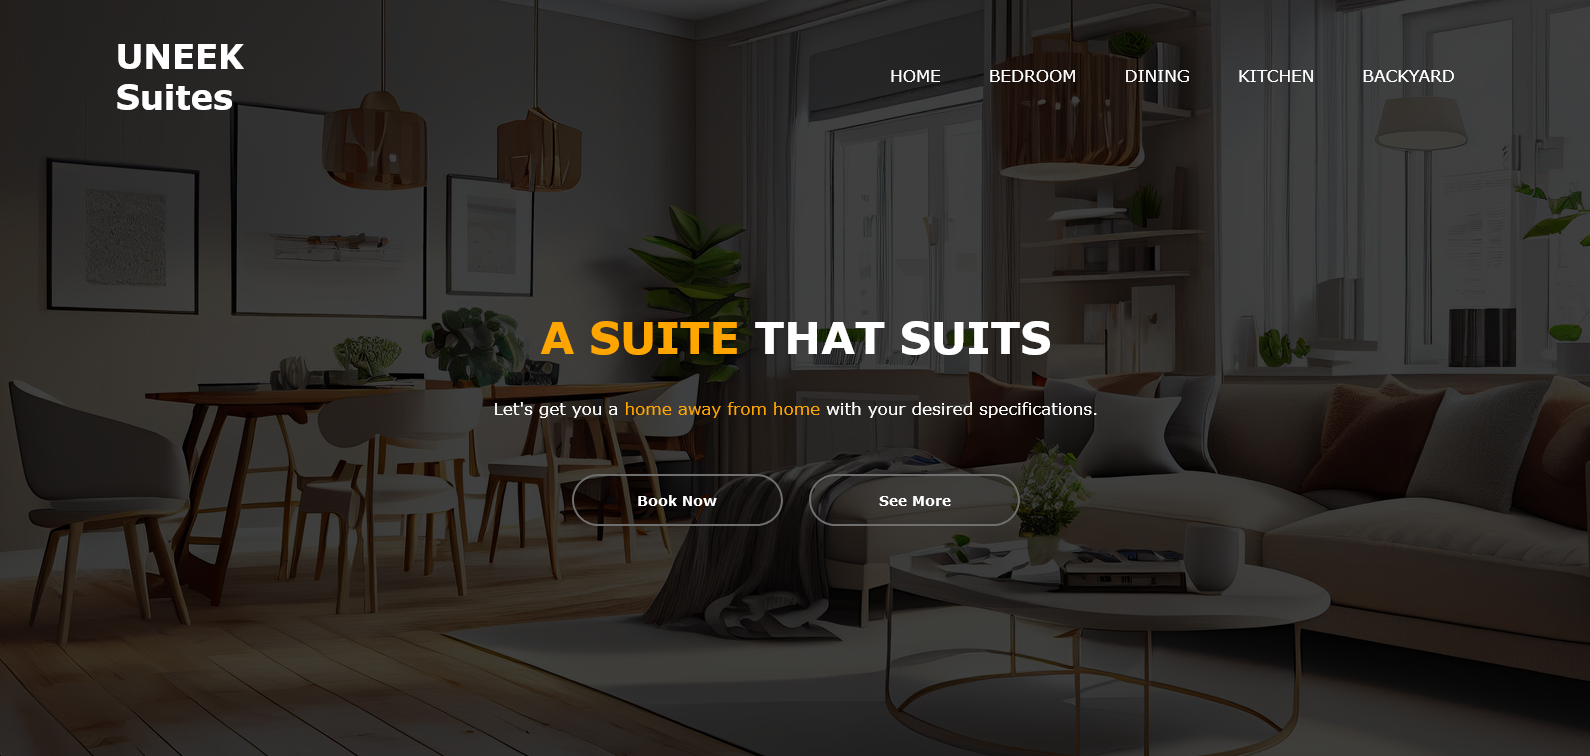 UNEEK
Suites
HOME BEDROOM DINING KITCHEN BACKYARD
A SUITE THAT SUITS
Let's get you a home away from home with your desired specifications.
Book Now See More